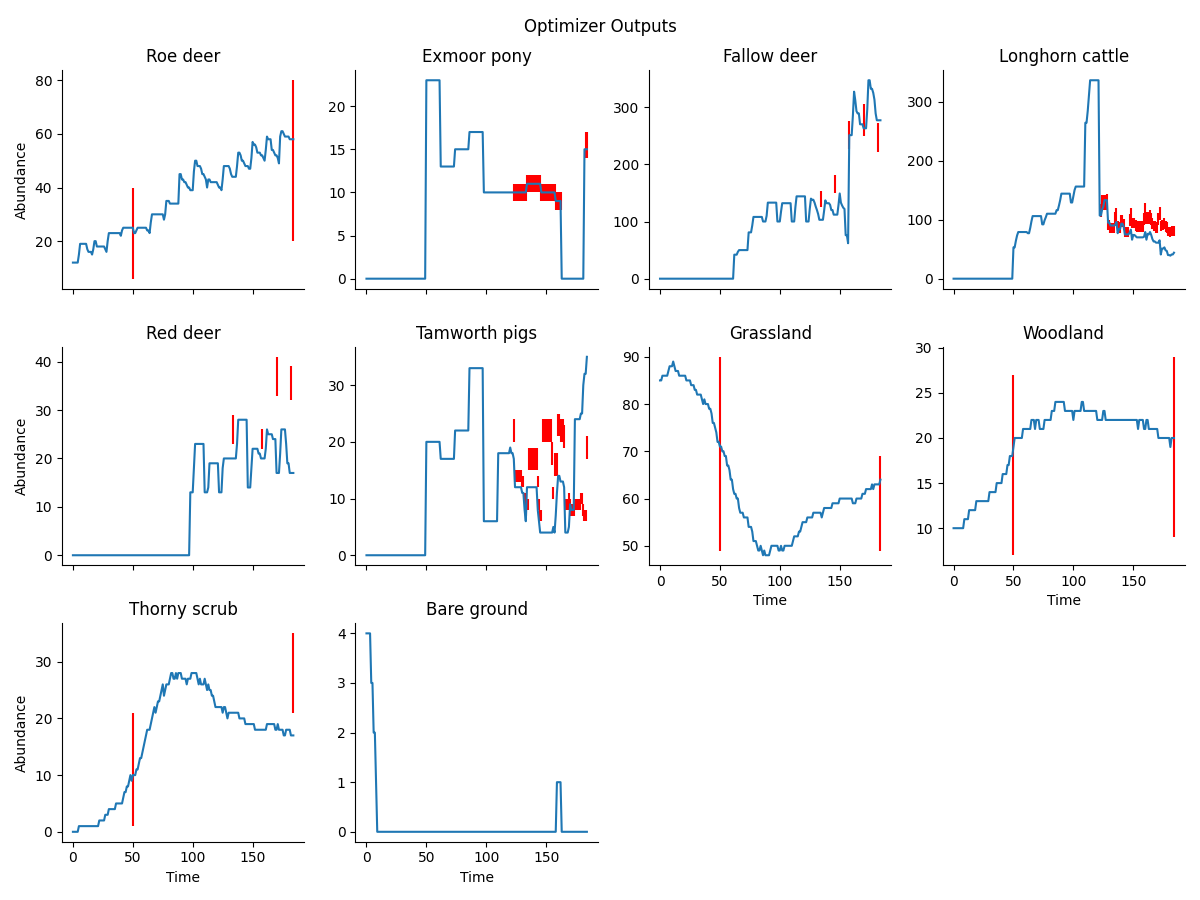 Optimizer Outputs
Roe deer
Exmoor pony
Fallow deer
Longhorn cattle
Abundance
80
60
40
20
20
15
10
5
0
300
200
100
0
300
200
100
0
Red deer
Tamworth pigs
Grassland
Woodland
Abundance
40
30
20
10
0
30
20
10
0
90
80
70
60
50
30
25
20
15
10
0 50 100 150
Time
0 50 100 150
Time
Thorny scrub
Bare ground
Abundance
30
20
10
0
4
3
2
1
0
0 50 100 150
Time
0 50 100 150
Time